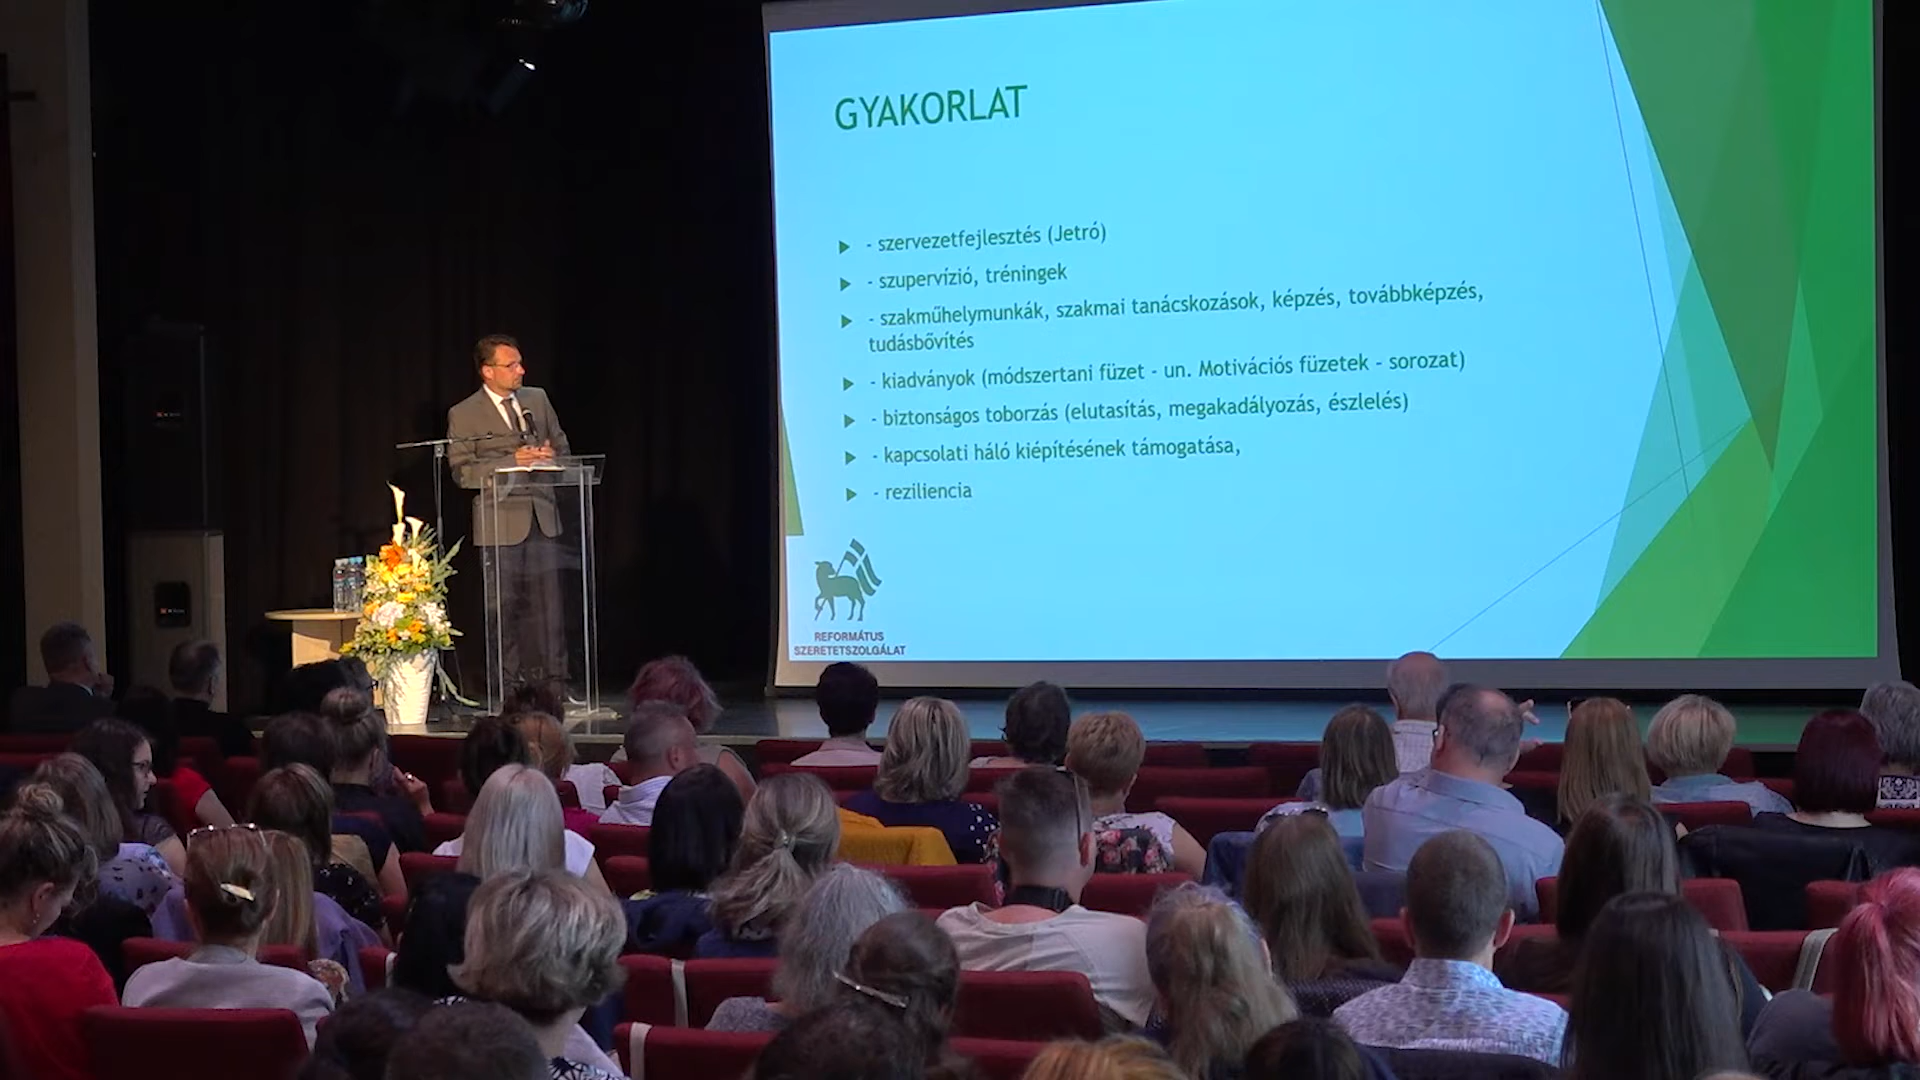 GYAKORLAT
- szervezetfejlesztés (Jetró)
- szupervízió, tréningek
- szakműhelymunkák, szakmai tanácskozások, képzés, továbbképzés,
tudásbővítés
- kiadványok (módszertani füzet - un. Motivációs füzetek - sorozat)
- biztonságos toborzás (elutasítás, megakadályozás, észlelés)
- kapcsolati háló kiépítésének támogatása,
- reziliencia
REFORMÁTUS
SZERETETSZOLGÁLAT